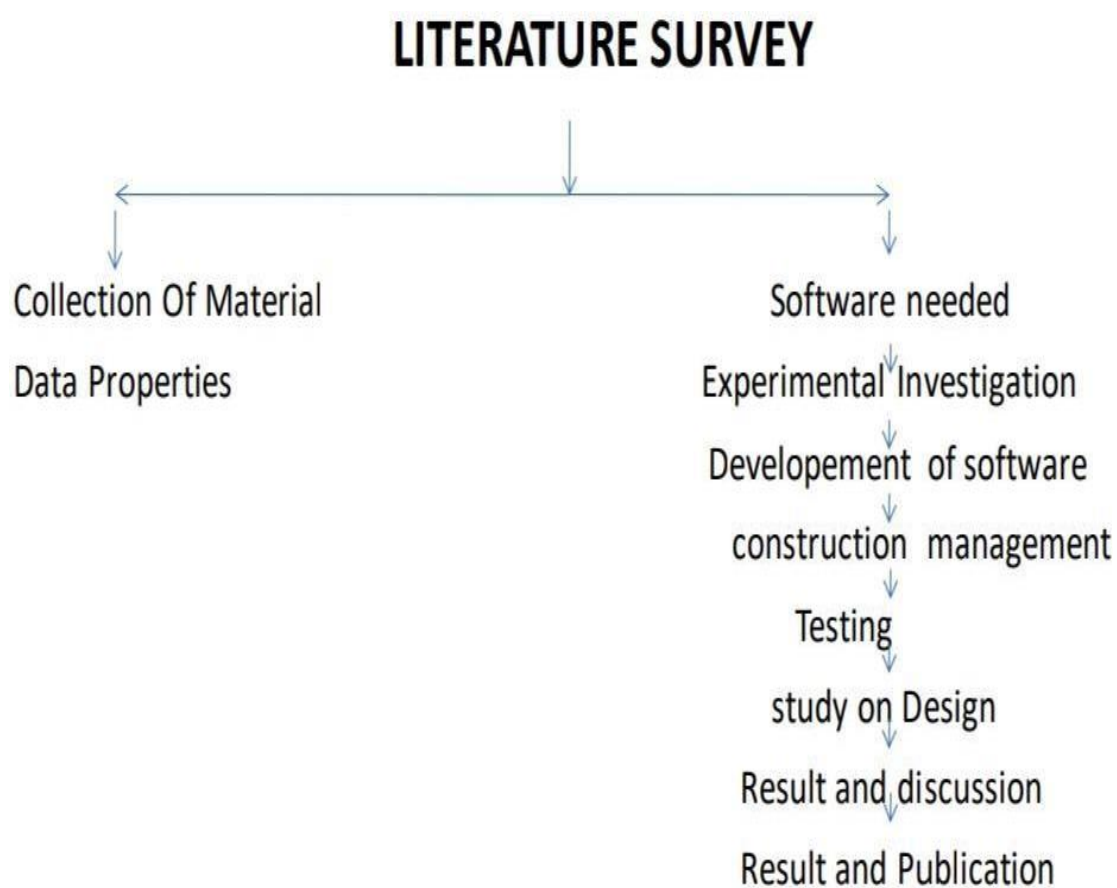 LITERATURE SURVEY
Collection Of Material
Data Properties
Software needed
Experimental Investigation
Developement of software
construction management
Testing
study on Design
Result and discussion
Result and Publication